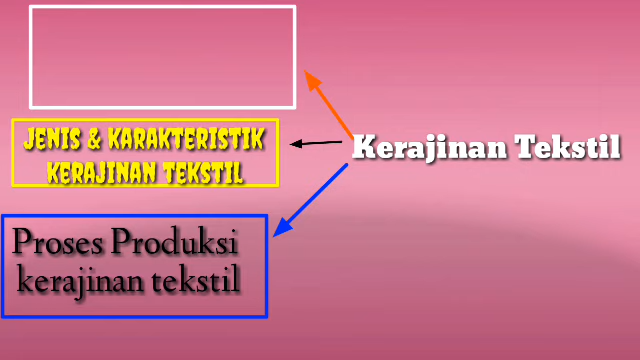 JENIS & KARAKTERISTIK
KERAJINAN TEKSTIL
Kerajinan Tekstil
Proses Produksi
kerajinan tekstil